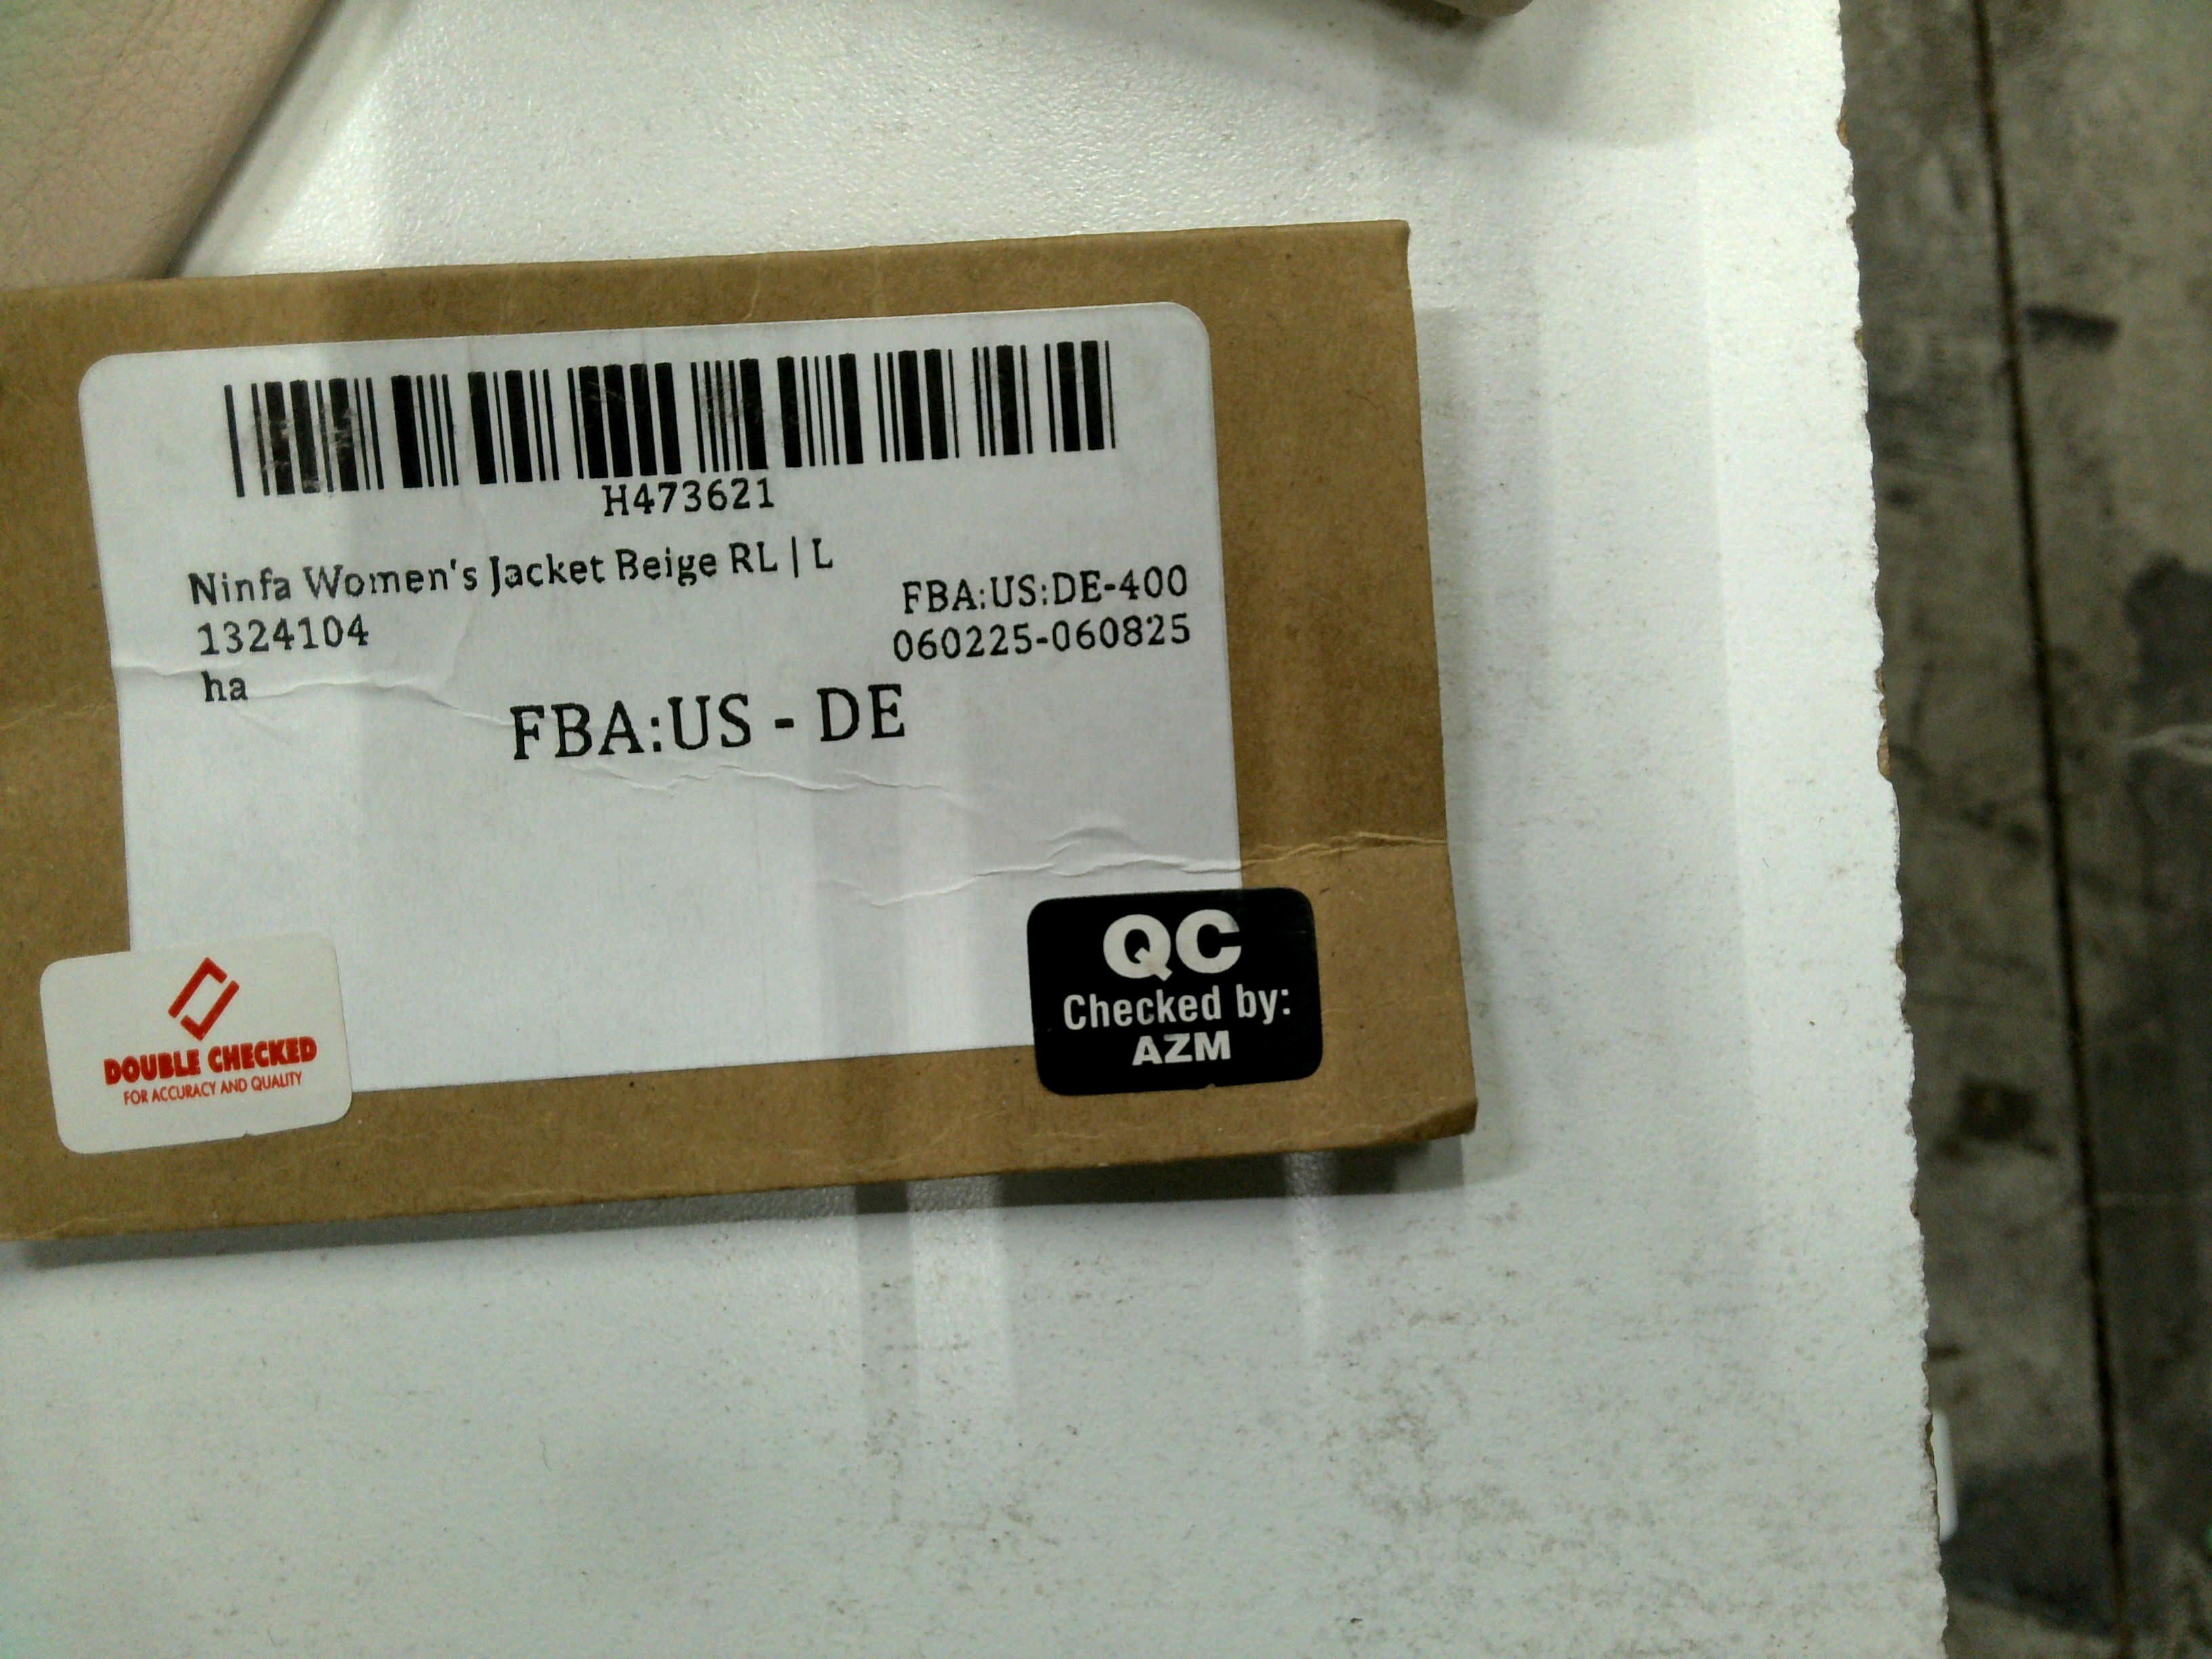 H473621
Ninfa Women's Jacket Beige RL | L
1324104
ha
FBA:US:DE-400
060225-060825
FBA:US - DE
DOUBLE CHECKED
FOR ACCURACY AND QUALITY
QC
Checked by:
AZM